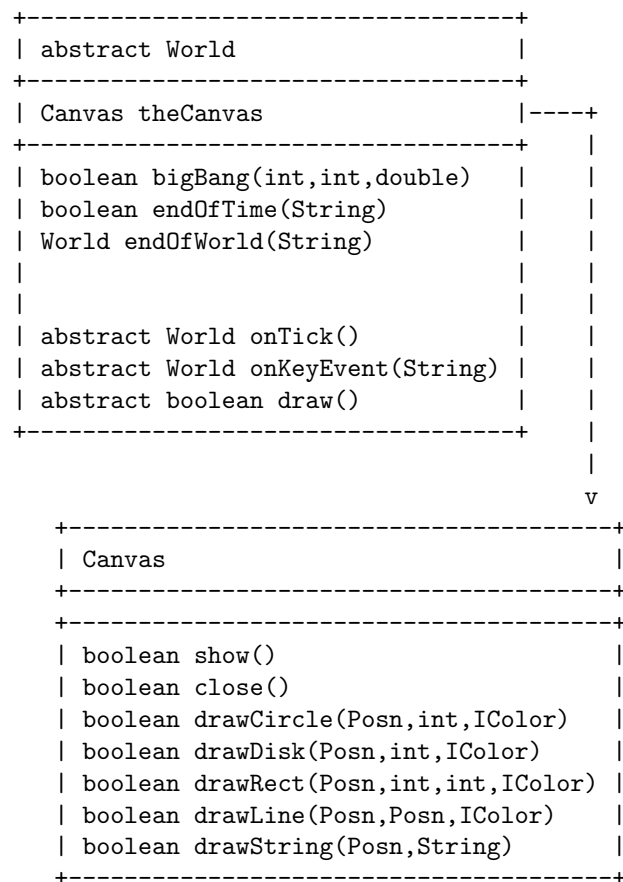 abstract World
Canvas theCanvas
boolean bigBang(int,int,double)
boolean endOfTime(String)
World endOfWorld(String)
abstract World onTick()
abstract World onKeyEvent(String)
abstract boolean draw()
v
Canvas
boolean show()
boolean close()
boolean drawCircle(Posn,int,IColor)
boolean drawDisk(Posn,int,IColor)
boolean drawRect(Posn,int,int,IColor)
boolean drawLine(Posn,Posn,IColor)
boolean drawString(Posn,String)